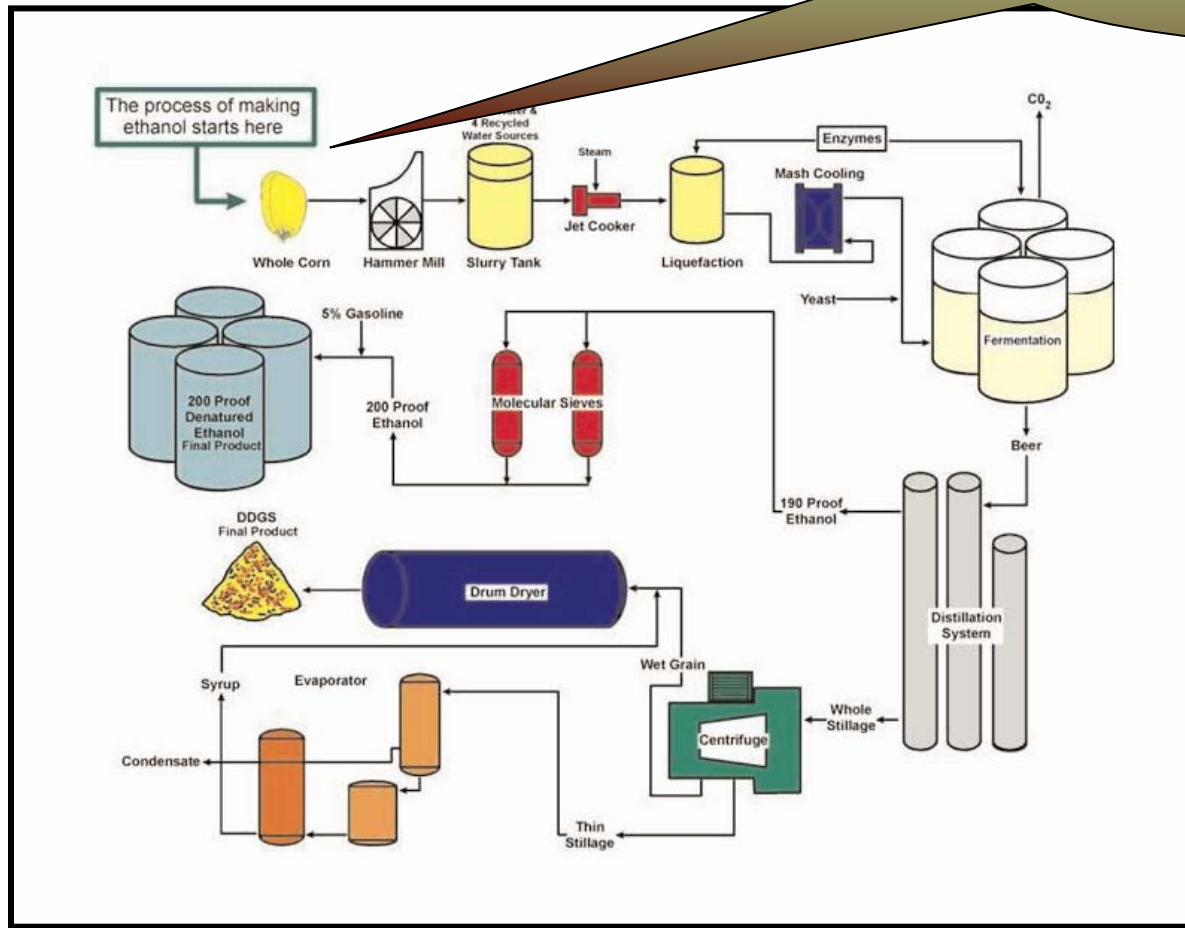 The process of making
ethanol starts here
4 Recycled
Water Sources
Steam
Enzymes
C0₂
Mash Cooling
Jet Cooker
Whole Corn
Hammer Mill
Slurry Tank
Liquefaction
Yeast
Fermentation
5% Gasoline
200 Proof
Denatured
Ethanol
Final Product
200 Proof
Ethanol
Molecular Sieves
Beer
190 Proof
Ethanol
DDGS
Final Product
Drum Dryer
Distillation
System
Wet Grain
Syrup
Evaporator
Whole
Stillage
Centrifuge
Condensate
Thin
Stillage